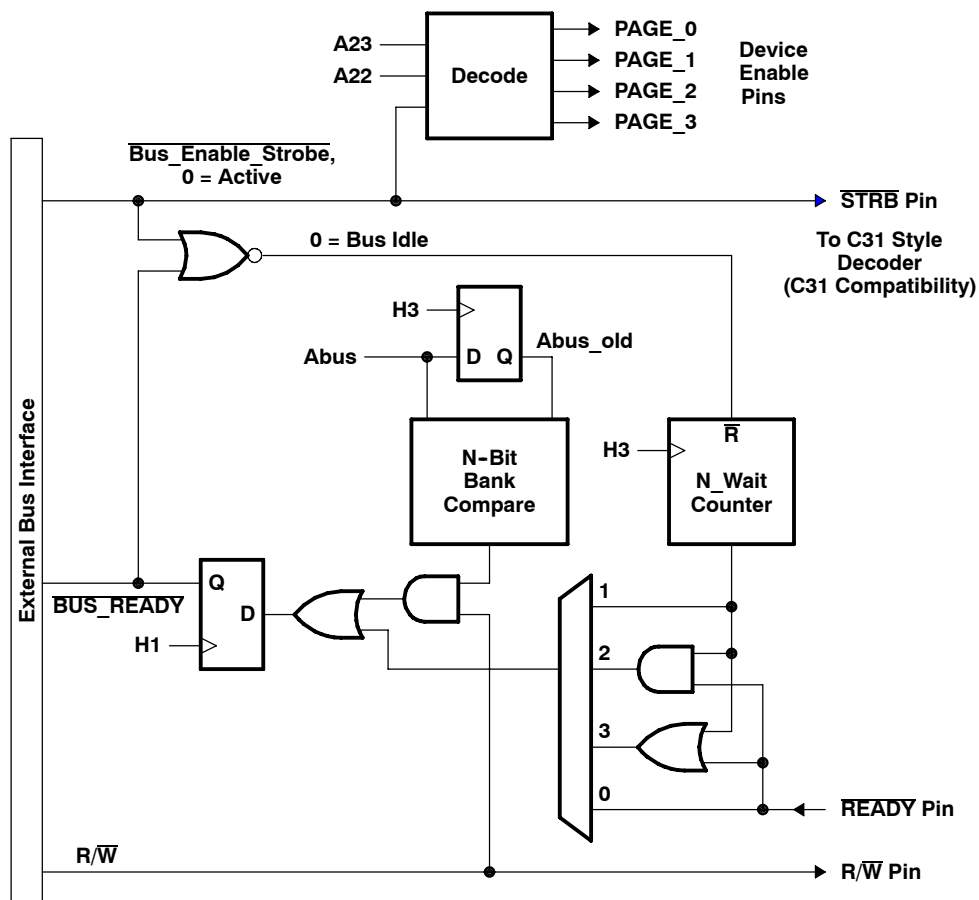 PAGE_0
A23
PAGE_1
A22
PAGE_2
PAGE_3
Decode
Device
Enable
Pins
Bus_Enable_Strobe,
0 = Active
STRB Pin
0 = Bus Idle
To C31 Style
Decoder
(C31 Compatibility)
H3
Abus
D Q
Abus_old
R
H3
N_Wait
Counter
N-Bit
Bank
Compare
External Bus Interface
BUS_READY
Q
D
H1
1
2
3
0
READY Pin
R/W
R/W Pin